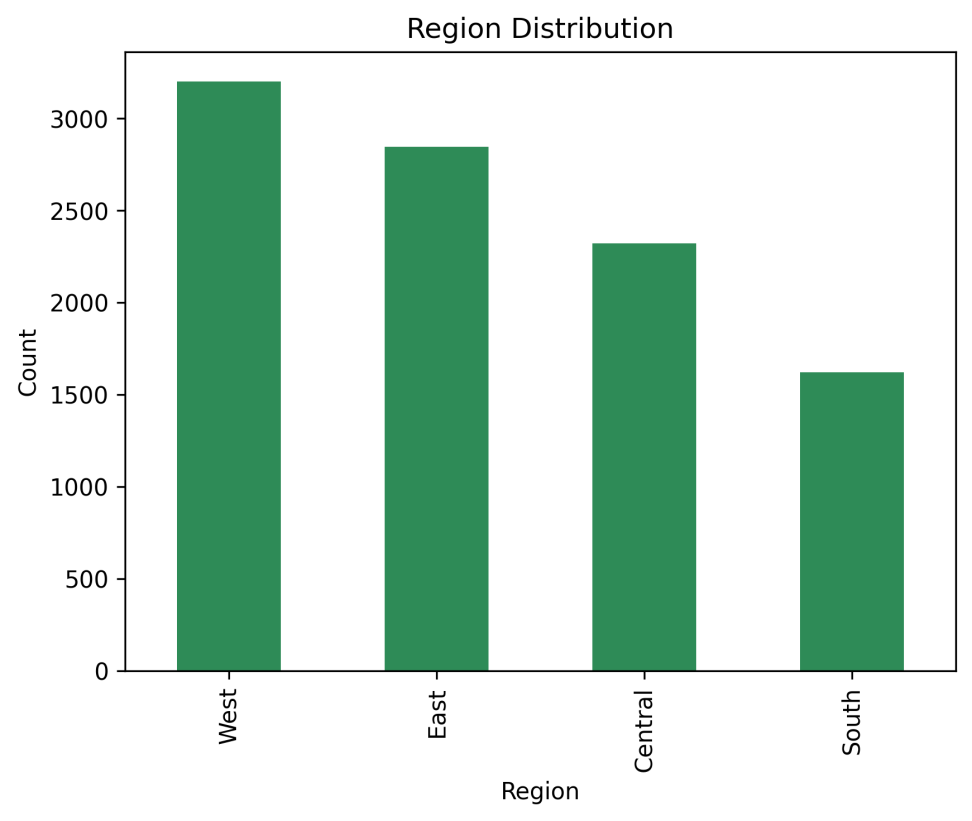 Region Distribution
3000
2500
2000
1500
1000
500
0
Count
West
East
Central
South
Region